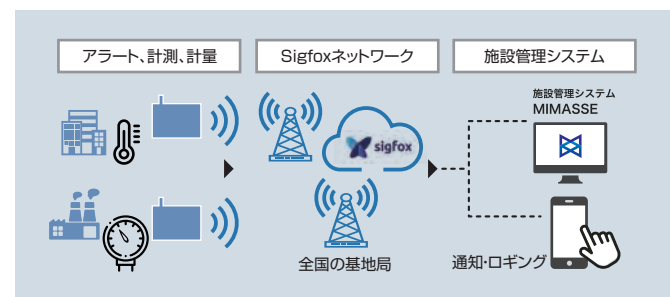 アラート、計測、計量
Sigfoxネットワーク
施設管理システム
施設管理システム
MIMASSE
sigfox
全国の基地局
通知・ロギング